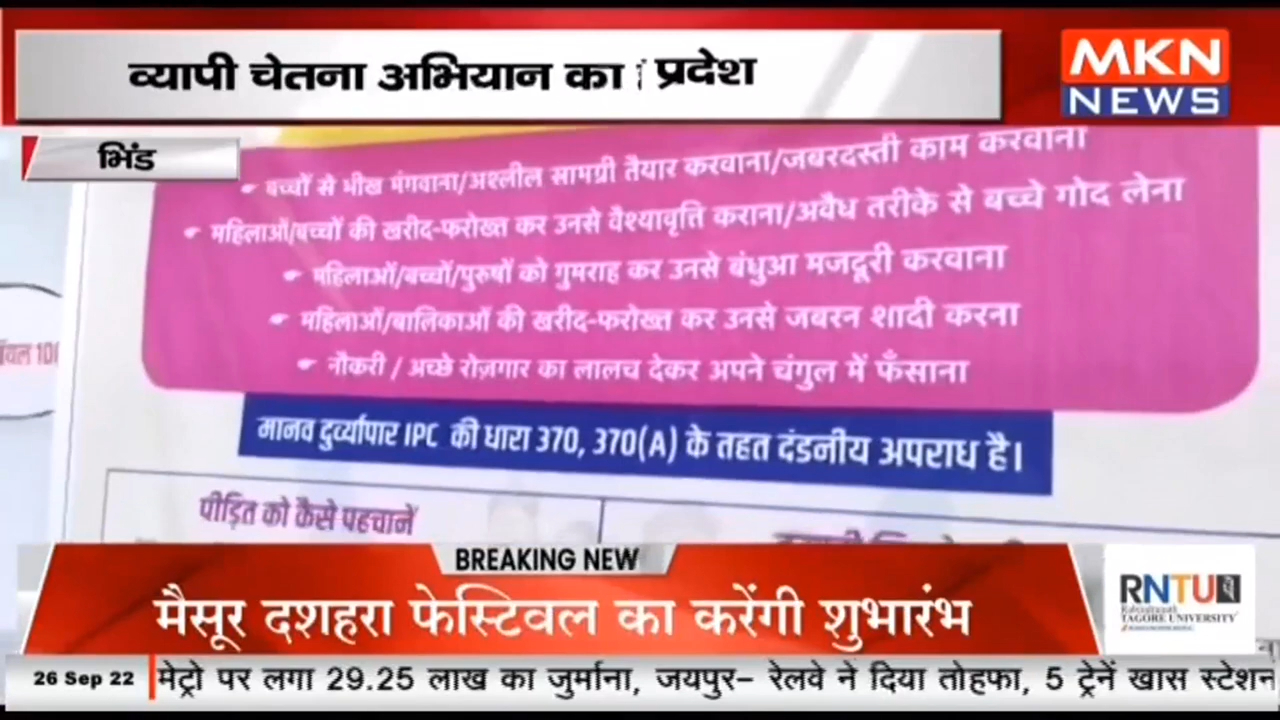 व्यापी चेतना अभियान का प्रदेश
MKN
NEWS
भिंड
बच्चों से भीख मंगवाना/अश्लील सामग्री तैयार करवाना/जबरदस्ती काम करवाना
महिलाओं/बच्चों की खरीद-फरोख्त कर उनसे वैश्यावृति कराना/अवैध तरीके से बच्चे गोद लेना
महिलाओं/बच्चों/पुरुषों को गुमराह कर उनसे बंधुआ मजदूरी करवाना
महिलाओं/बालिकाओं की खरीद-फरोख्त कर उनसे जबरन शादी करना
नौकरी / अच्छे रोज़गार का लालच देकर अपने चंगुल में फँसाना
मानव दुर्व्यापार IPC की धारा 370, 370(A) के तहत दंडनीय अपराध है।
पीड़ित को कैसे पहचानें
BREAKING NEW
मैसूर दशहरा फेस्टिवल का करेंगी शुभारंभ
RNTU
Rabindranath
TAGORE UNIVERSITY
26 Sep 22 मेट्रो पर लगा 29.25 लाख का जुर्माना, जयपुर– रेलवे ने दिया तोहफा, 5 ट्रेनें खास स्टेशन